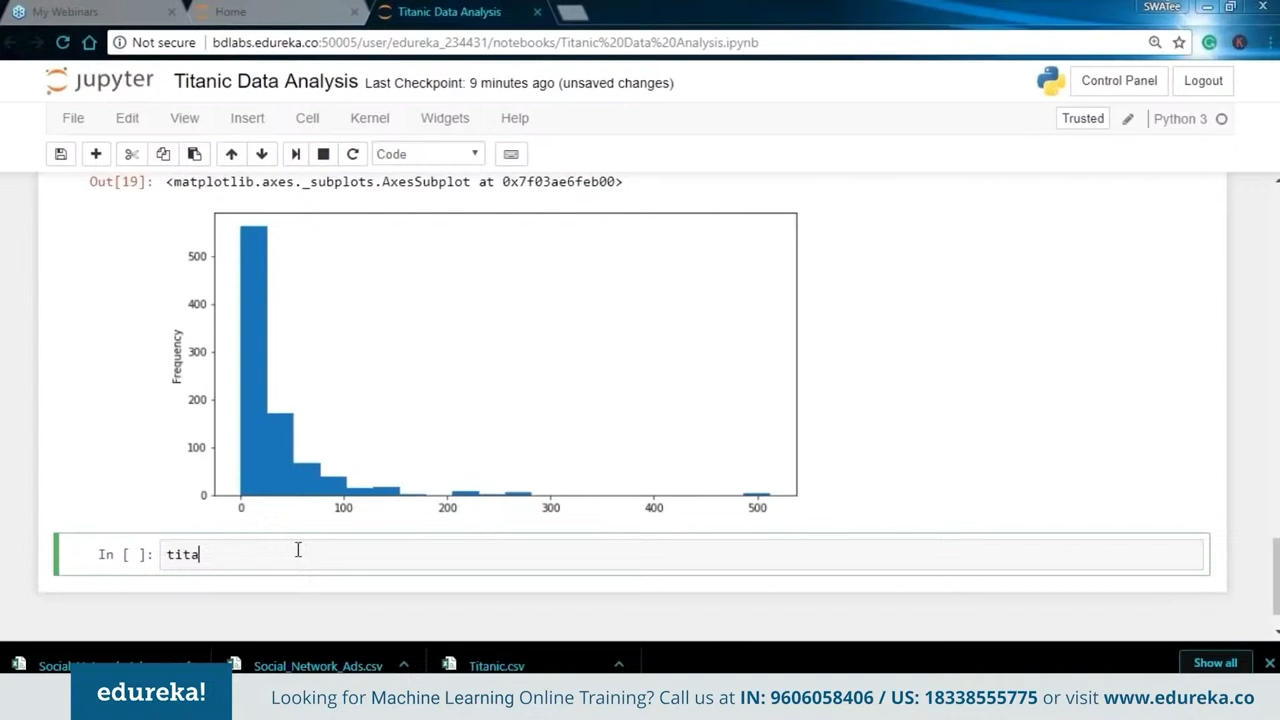 My Webinars
Home
Titanic Data Analysis
SWATee
Not secure
bdlabs.edureka.co:50005/user/edureka_234431/notebooks/Titanic%20Data%20Analysis.ipynb
jupyter
Titanic Data Analysis
Last Checkpoint: 9 minutes ago (unsaved changes)
Control Panel
Logout
File
Edit
View
Insert
Cell
Kernel
Widgets
Help
Trusted
Python 3
Code
Out[19]: <matplotlib.axes._subplots.AxesSubplot at 0x7f03ae6feb00>
500
400
300
200
100
0
Frequency
0 100 200 300 400 500
In [ ]: tita
Social_Network_Ads.csv
Titanic.csv
Show all
edureka!
Looking for Machine Learning Online Training? Call us at IN: 9606058406 / US: 18338555775 or visit www.edureka.co